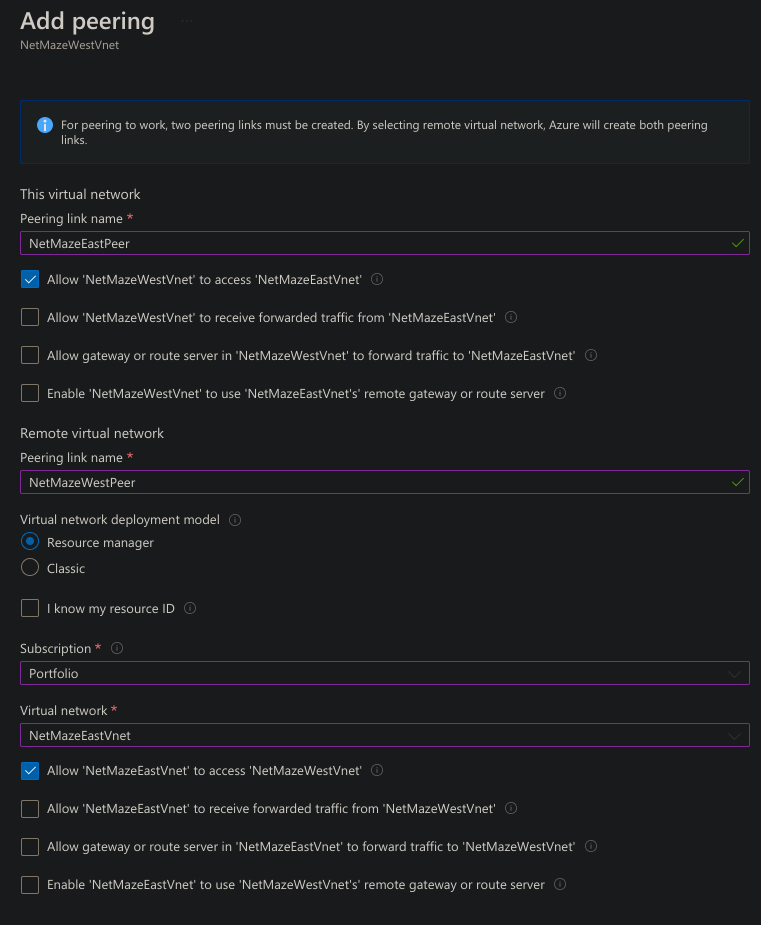 Add peering
...
NetMazeWestVnet
For peering to work, two peering links must be created. By selecting remote virtual network, Azure will create both peering
links.
This virtual network
Peering link name *
NetMazeEastPeer
Allow 'NetMazeWestVnet' to access 'NetMazeEastVnet'
Allow 'NetMazeWestVnet' to receive forwarded traffic from 'NetMazeEastVnet'
Allow gateway or route server in 'NetMazeWestVnet' to forward traffic to 'NetMazeEastVnet'
Enable 'NetMazeWestVnet' to use 'NetMazeEastVnet's' remote gateway or route server
Remote virtual network
Peering link name *
NetMazeWestPeer
Virtual network deployment model
Resource manager
Classic
I know my resource ID
Subscription *
Portfolio
Virtual network *
NetMazeEastVnet
Allow 'NetMazeEastVnet' to access 'NetMazeWestVnet'
Allow 'NetMazeEastVnet' to receive forwarded traffic from 'NetMazeWestVnet'
Allow gateway or route server in 'NetMazeEastVnet' to forward traffic to 'NetMazeWestVnet'
Enable 'NetMazeEastVnet' to use 'NetMazeWestVnet's' remote gateway or route server